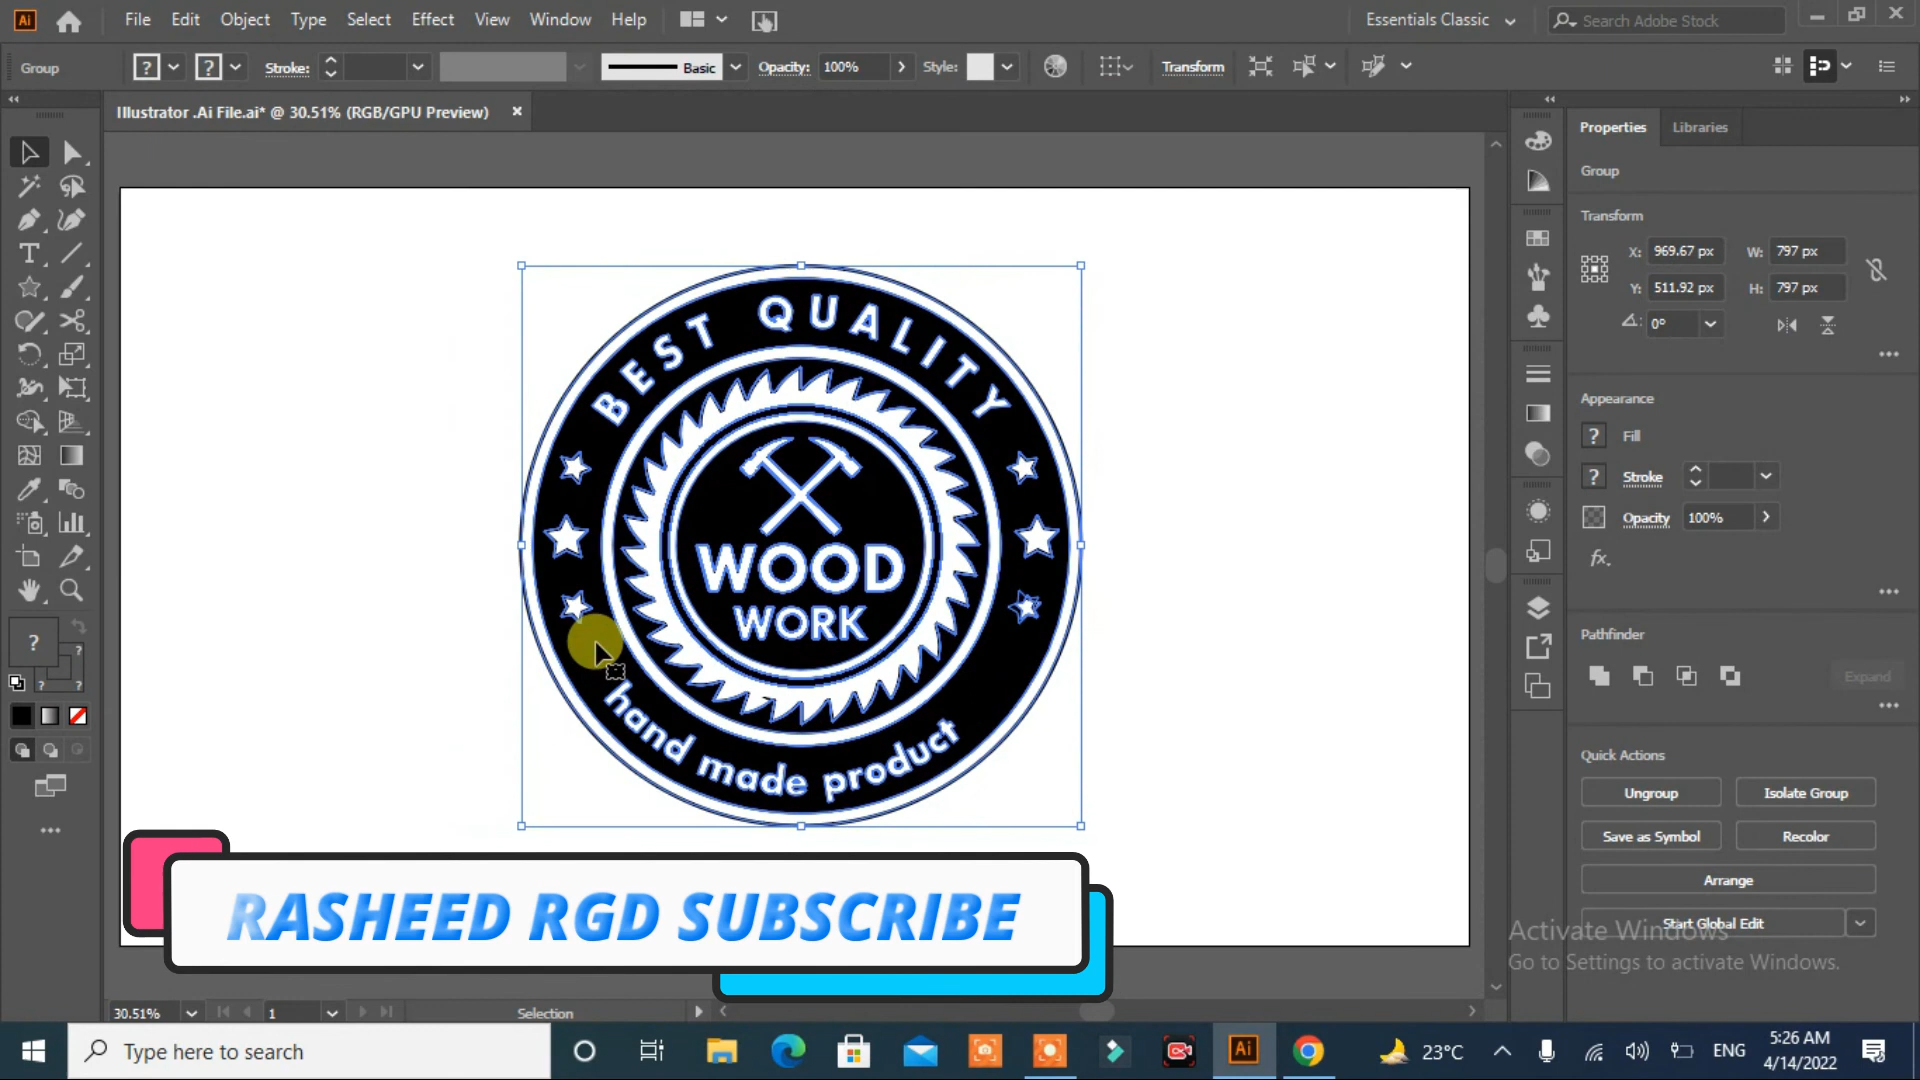 Ai File Edit Object Type Select Effect View Window Help Essentials Classic Search Adobe Stock
Group ? ? Stroke: Basic Opacity: 100% Style: Transform
Illustrator .Ai File.ai* @ 30.51% (RGB/GPU Preview)
Properties Libraries
Group
Transform
X: 969.67 px W: 797 px
Y: 511.92 px H: 797 px
0°
Appearance
? Fill
? Stroke
Opacity 100%
fx.
Pathfinder
Expand
Quick Actions
Ungroup Isolate Group
Save as Symbol Recolor
Arrange
Start Global Edit
Activate Windows
Go to Settings to activate Windows.
T
?
?
? ?
BEST QUALITY
WOOD
WORK
hand made product
RASHEED RGD SUBSCRIBE
30.51% 1 Selection
Type here to search Ai 23°C ENG 5:26 AM
4/14/2022